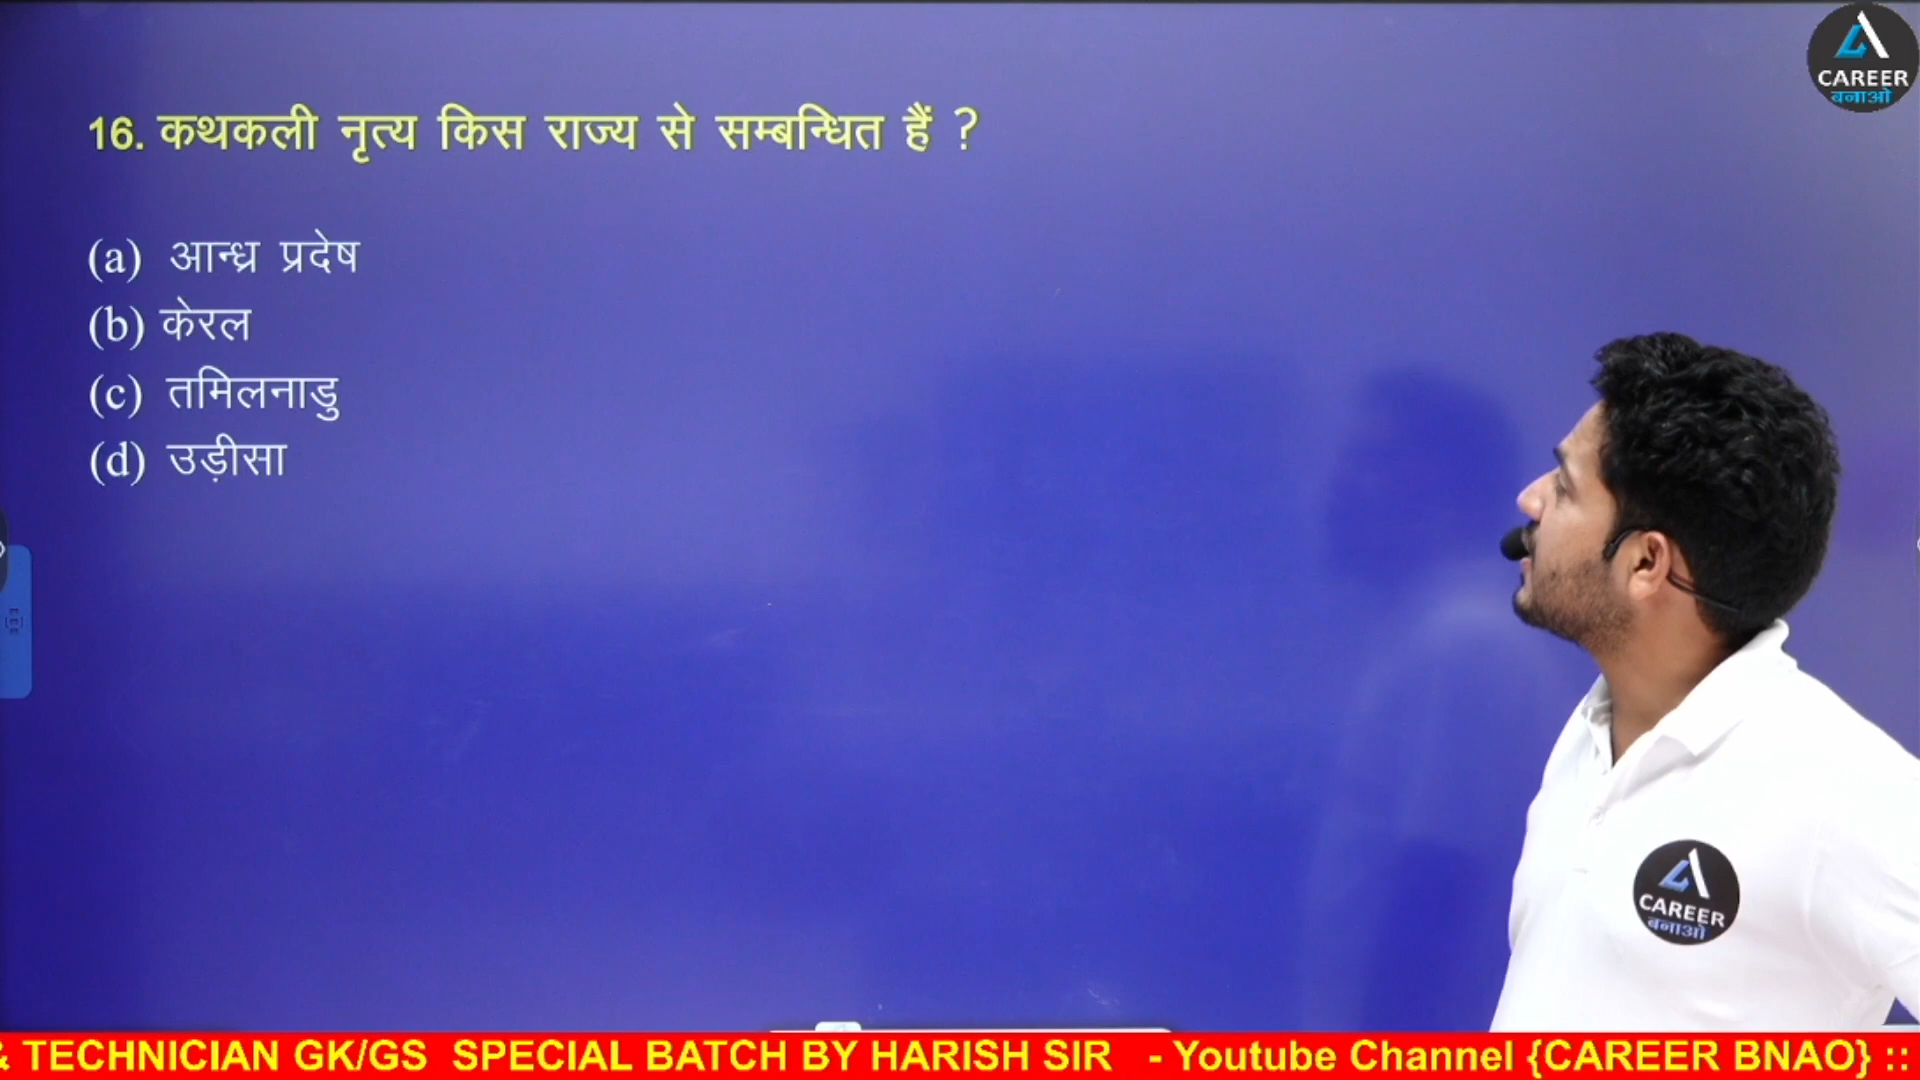 CAREER
बनाओ
16. कथकली नृत्य किस राज्य से सम्बन्धित हैं ?
(a) आन्ध्र प्रदेष
(b) केरल
(c) तमिलनाडु
(d) उड़ीसा
CAREER
बनाओ
& TECHNICIAN GK/GS SPECIAL BATCH BY HARISH SIR - Youtube Channel {CAREER BNAO} ::